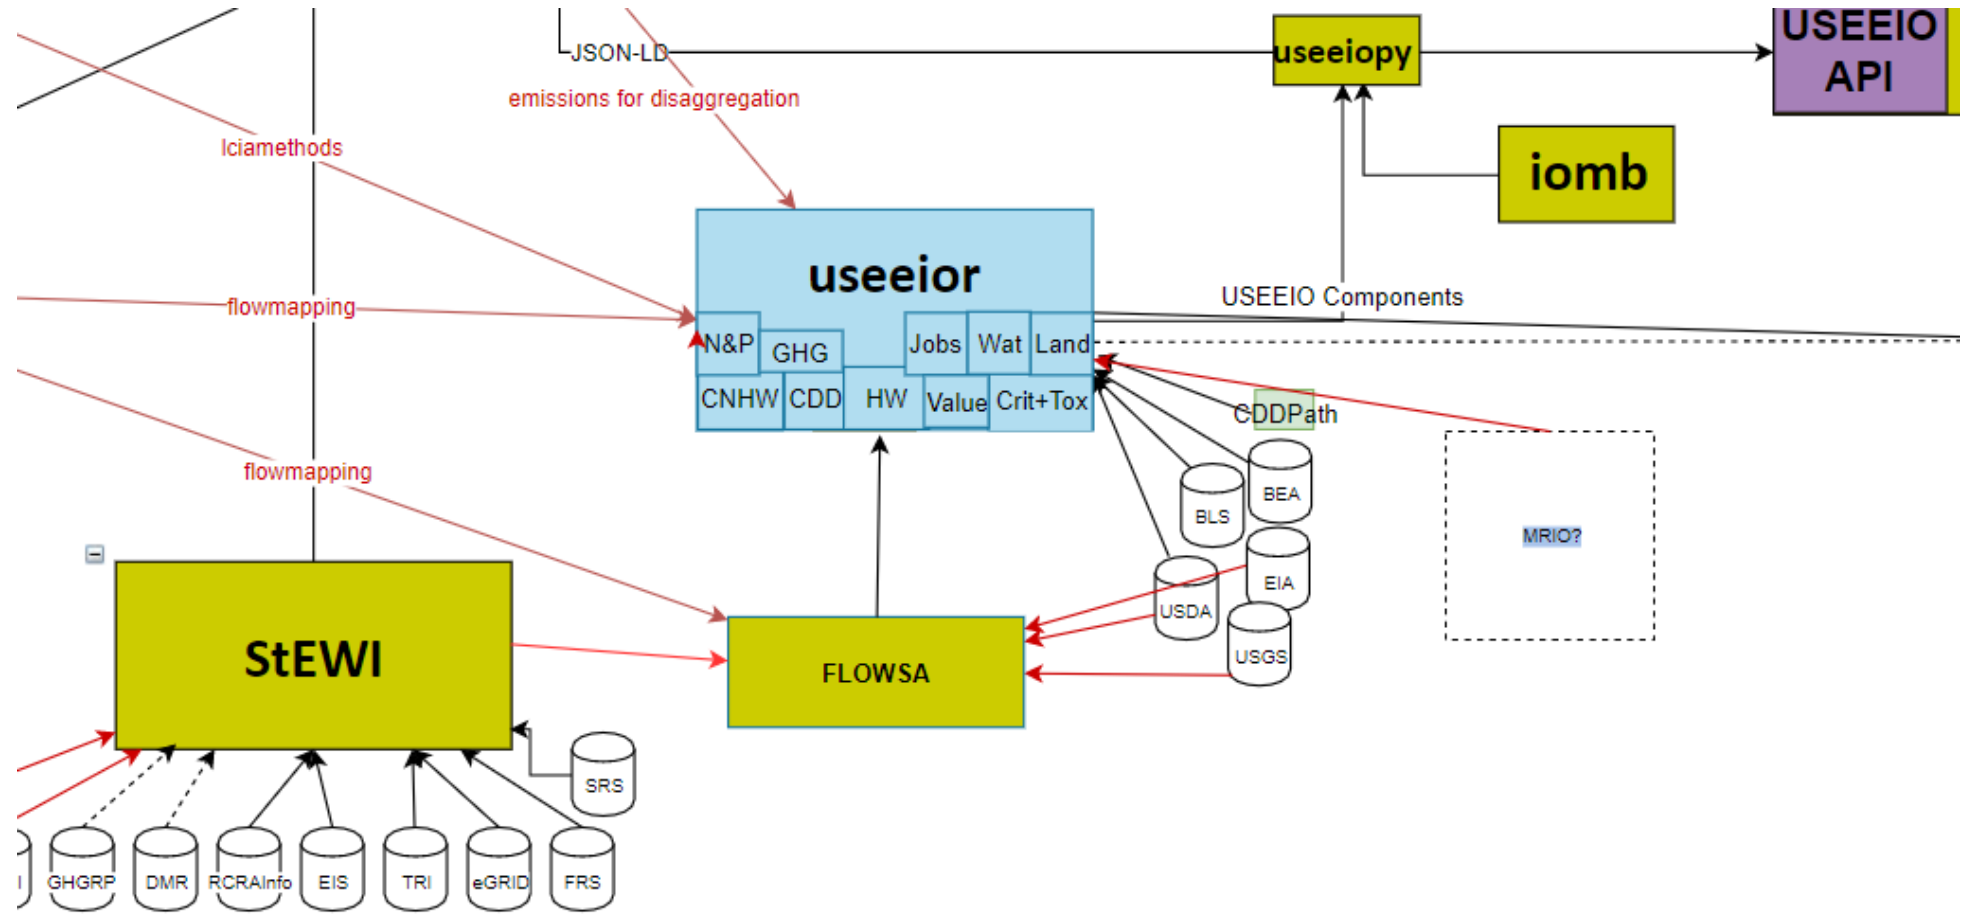 USEEIO
API
useeiopy
JSON-LD
emissions for disaggregation
lciamethods
iomb
useeior
USEEIO Components
flowmapping
N&P
GHG
Jobs
Wat
Land
CNHW
CDD
HW
Value
Crit+Tox
CDDPath
flowmapping
BEA
BLS
MRIO?
EIA
USDA
USGS
StEWI
FLOWSA
SRS
I
GHGRP
DMR
RCRAInfo
EIS
TRI
eGRID
FRS